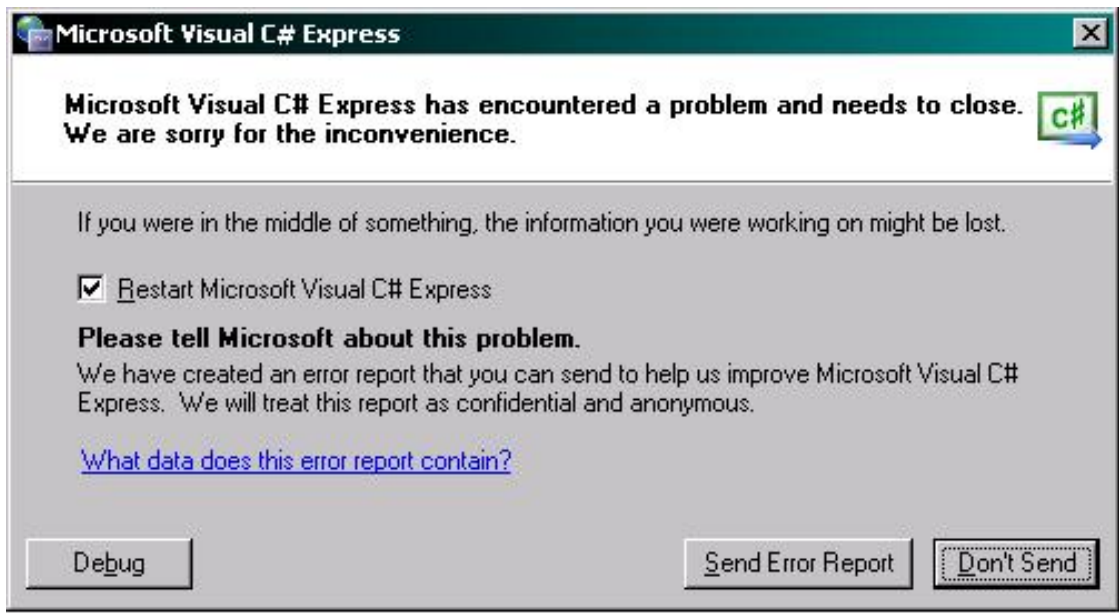 Microsoft Visual C# Express
Microsoft Visual C# Express has encountered a problem and needs to close.
We are sorry for the inconvenience.
C#
If you were in the middle of something, the information you were working on might be lost.
Restart Microsoft Visual C# Express
Please tell Microsoft about this problem.
We have created an error report that you can send to help us improve Microsoft Visual C#
Express.  We will treat this report as confidential and anonymous.
What data does this error report contain?
Debug
Send Error Report
Don't Send